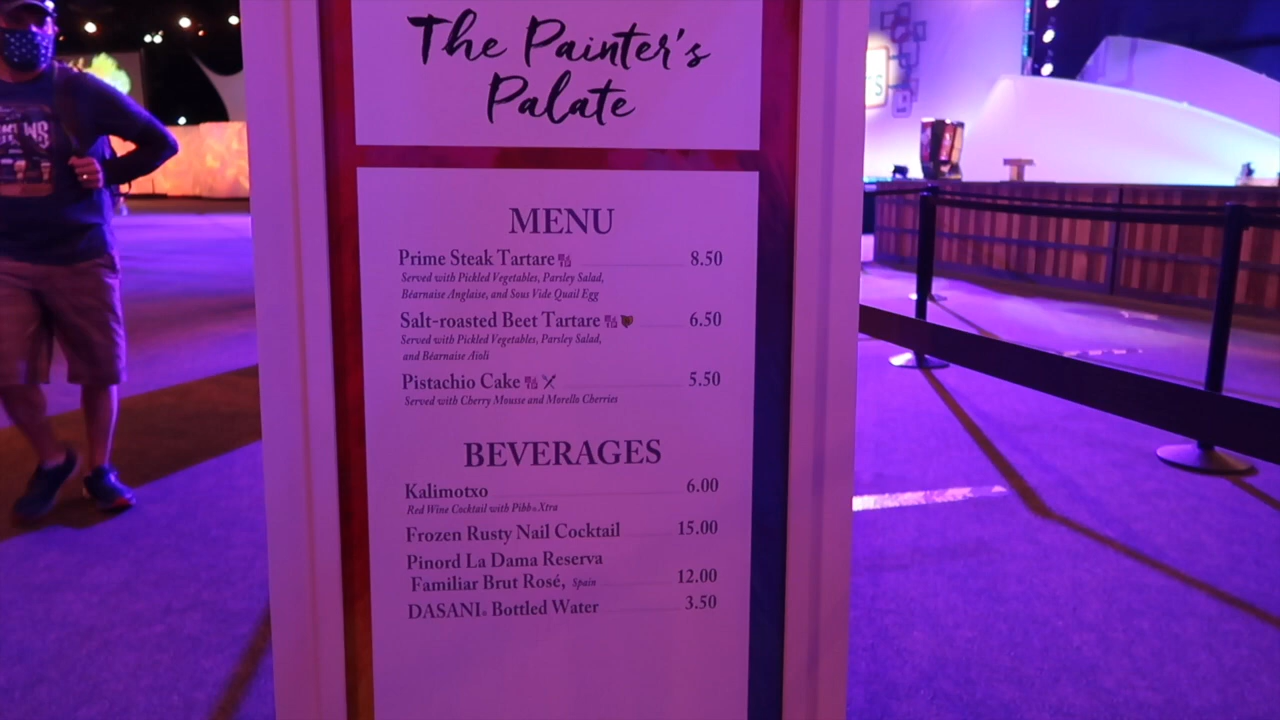 The Painter's
Palate
MENU
Prime Steak Tartare 8.50
Served with Pickled Vegetables, Parsley Salad,
Béarnaise Anglaise, and Sous Vide Quail Egg
Salt-roasted Beet Tartare 6.50
Served with Pickled Vegetables, Parsley Salad,
and Béarnaise Aioli
Pistachio Cake 5.50
Served with Cherry Mousse and Morello Cherries
BEVERAGES
Kalimotxo 6.00
Red Wine Cocktail with Pibb® Xtra
Frozen Rusty Nail Cocktail 15.00
Pinord La Dama Reserva
Familiar Brut Rosé, Spain 12.00
DASANI® Bottled Water 3.50